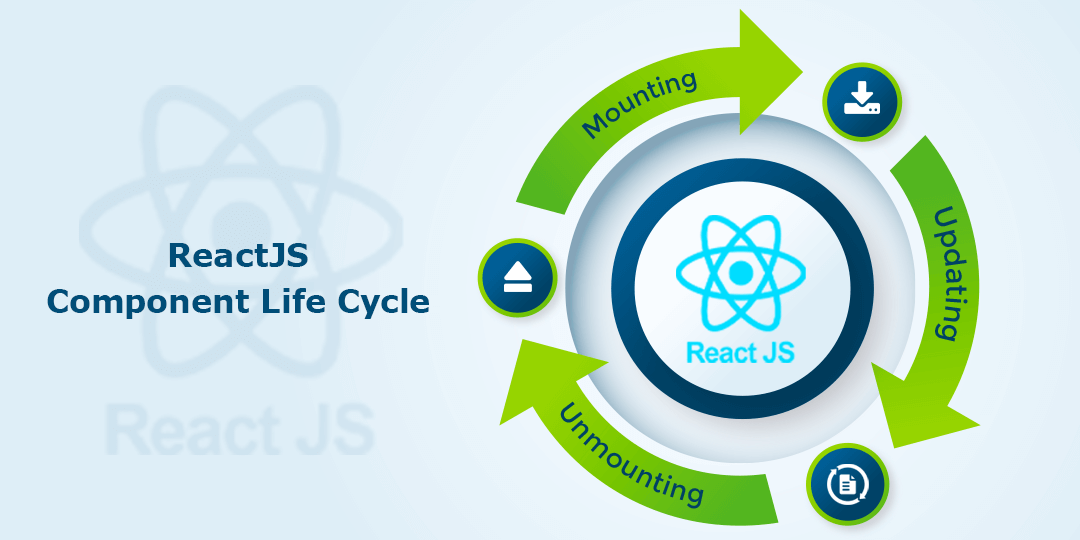 ReactJS
Component Life Cycle
React JS
Mounting
Updating
Unmounting
React JS